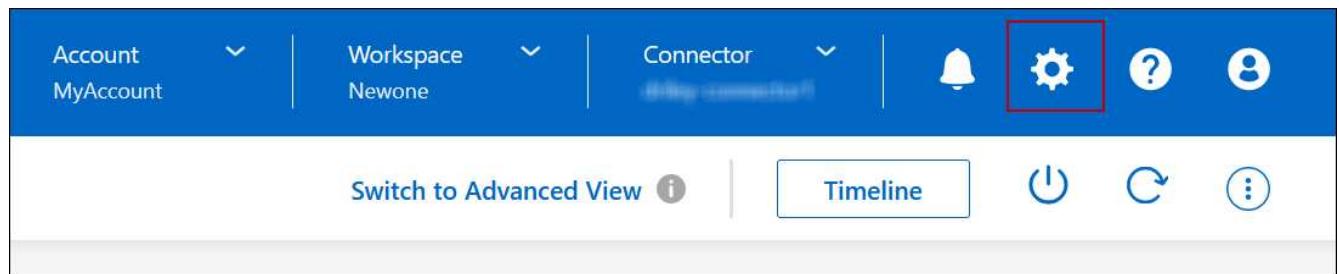 Account
MyAccount
Workspace
Newone
Connector
Switch to Advanced View
Timeline